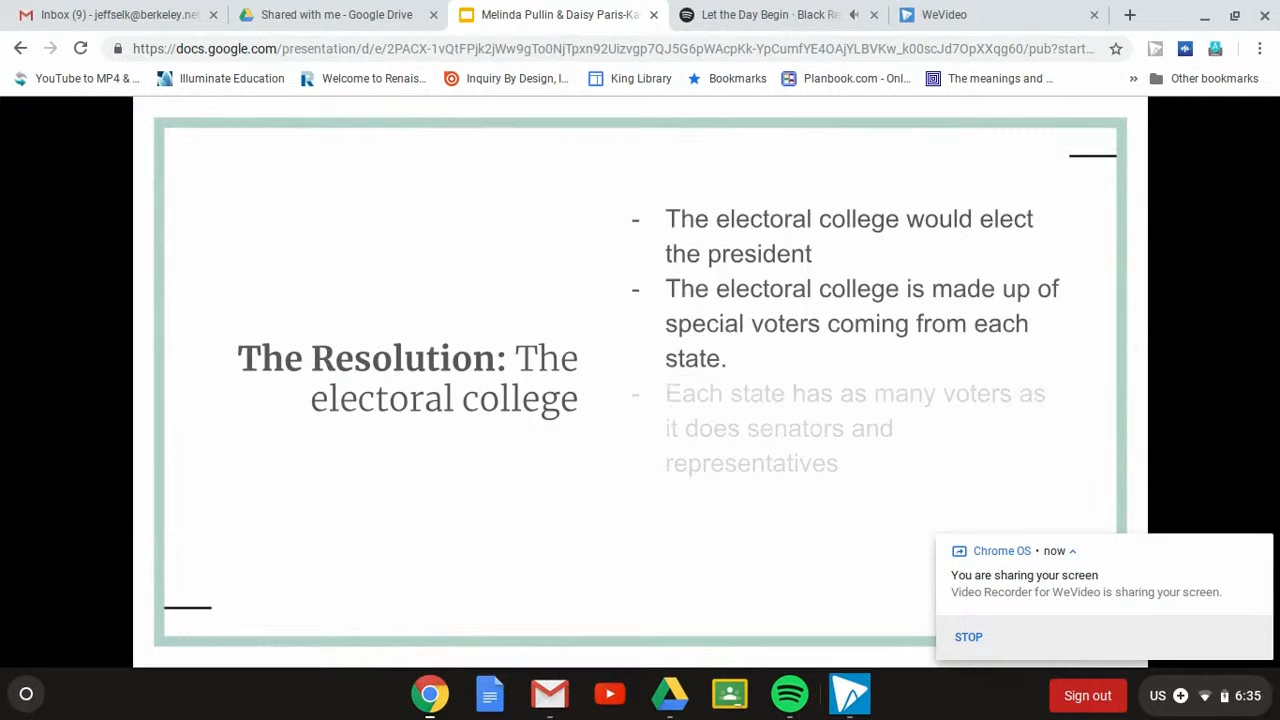 Inbox (9) - jeffselk@berkeley.ne
Shared with me - Google Drive
Melinda Pullin & Daisy Paris-Ka
Let the Day Begin - Black Re
WeVideo
https://docs.google.com/presentation/d/e/2PACX-1vQtFPjk2jWw9gTo0NjTpxn92Uizvgp7QJ5G6pWAcpKk-YpCumfYE4OAjYLBVKw_k00scJd7OpXXqg60/pub?start...
YouTube to MP4 & ...
Illuminate Education
Welcome to Renais...
Inquiry By Design, I...
King Library
Bookmarks
Planbook.com - Onl...
The meanings and ...
Other bookmarks
The Resolution: The
electoral college
- The electoral college would elect
the president
- The electoral college is made up of
special voters coming from each
state.
- Each state has as many voters as
it does senators and
representatives
Chrome OS • now
You are sharing your screen
Video Recorder for WeVideo is sharing your screen.
STOP
Sign out
US
6:35